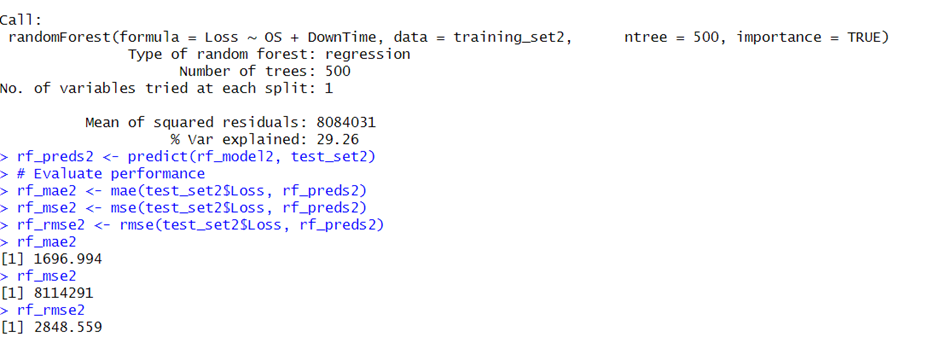 Call:
 randomForest(formula = Loss ~ OS + DownTime, data = training_set2,      ntree = 500, importance = TRUE)
               Type of random forest: regression
                     Number of trees: 500
No. of variables tried at each split: 1

          Mean of squared residuals: 8084031
                    % Var explained: 29.26
> rf_preds2 <- predict(rf_model2, test_set2)
> # Evaluate performance
> rf_mae2 <- mae(test_set2$Loss, rf_preds2)
> rf_mse2 <- mse(test_set2$Loss, rf_preds2)
> rf_rmse2 <- rmse(test_set2$Loss, rf_preds2)
> rf_mae2
[1] 1696.994
> rf_mse2
[1] 8114291
> rf_rmse2
[1] 2848.559